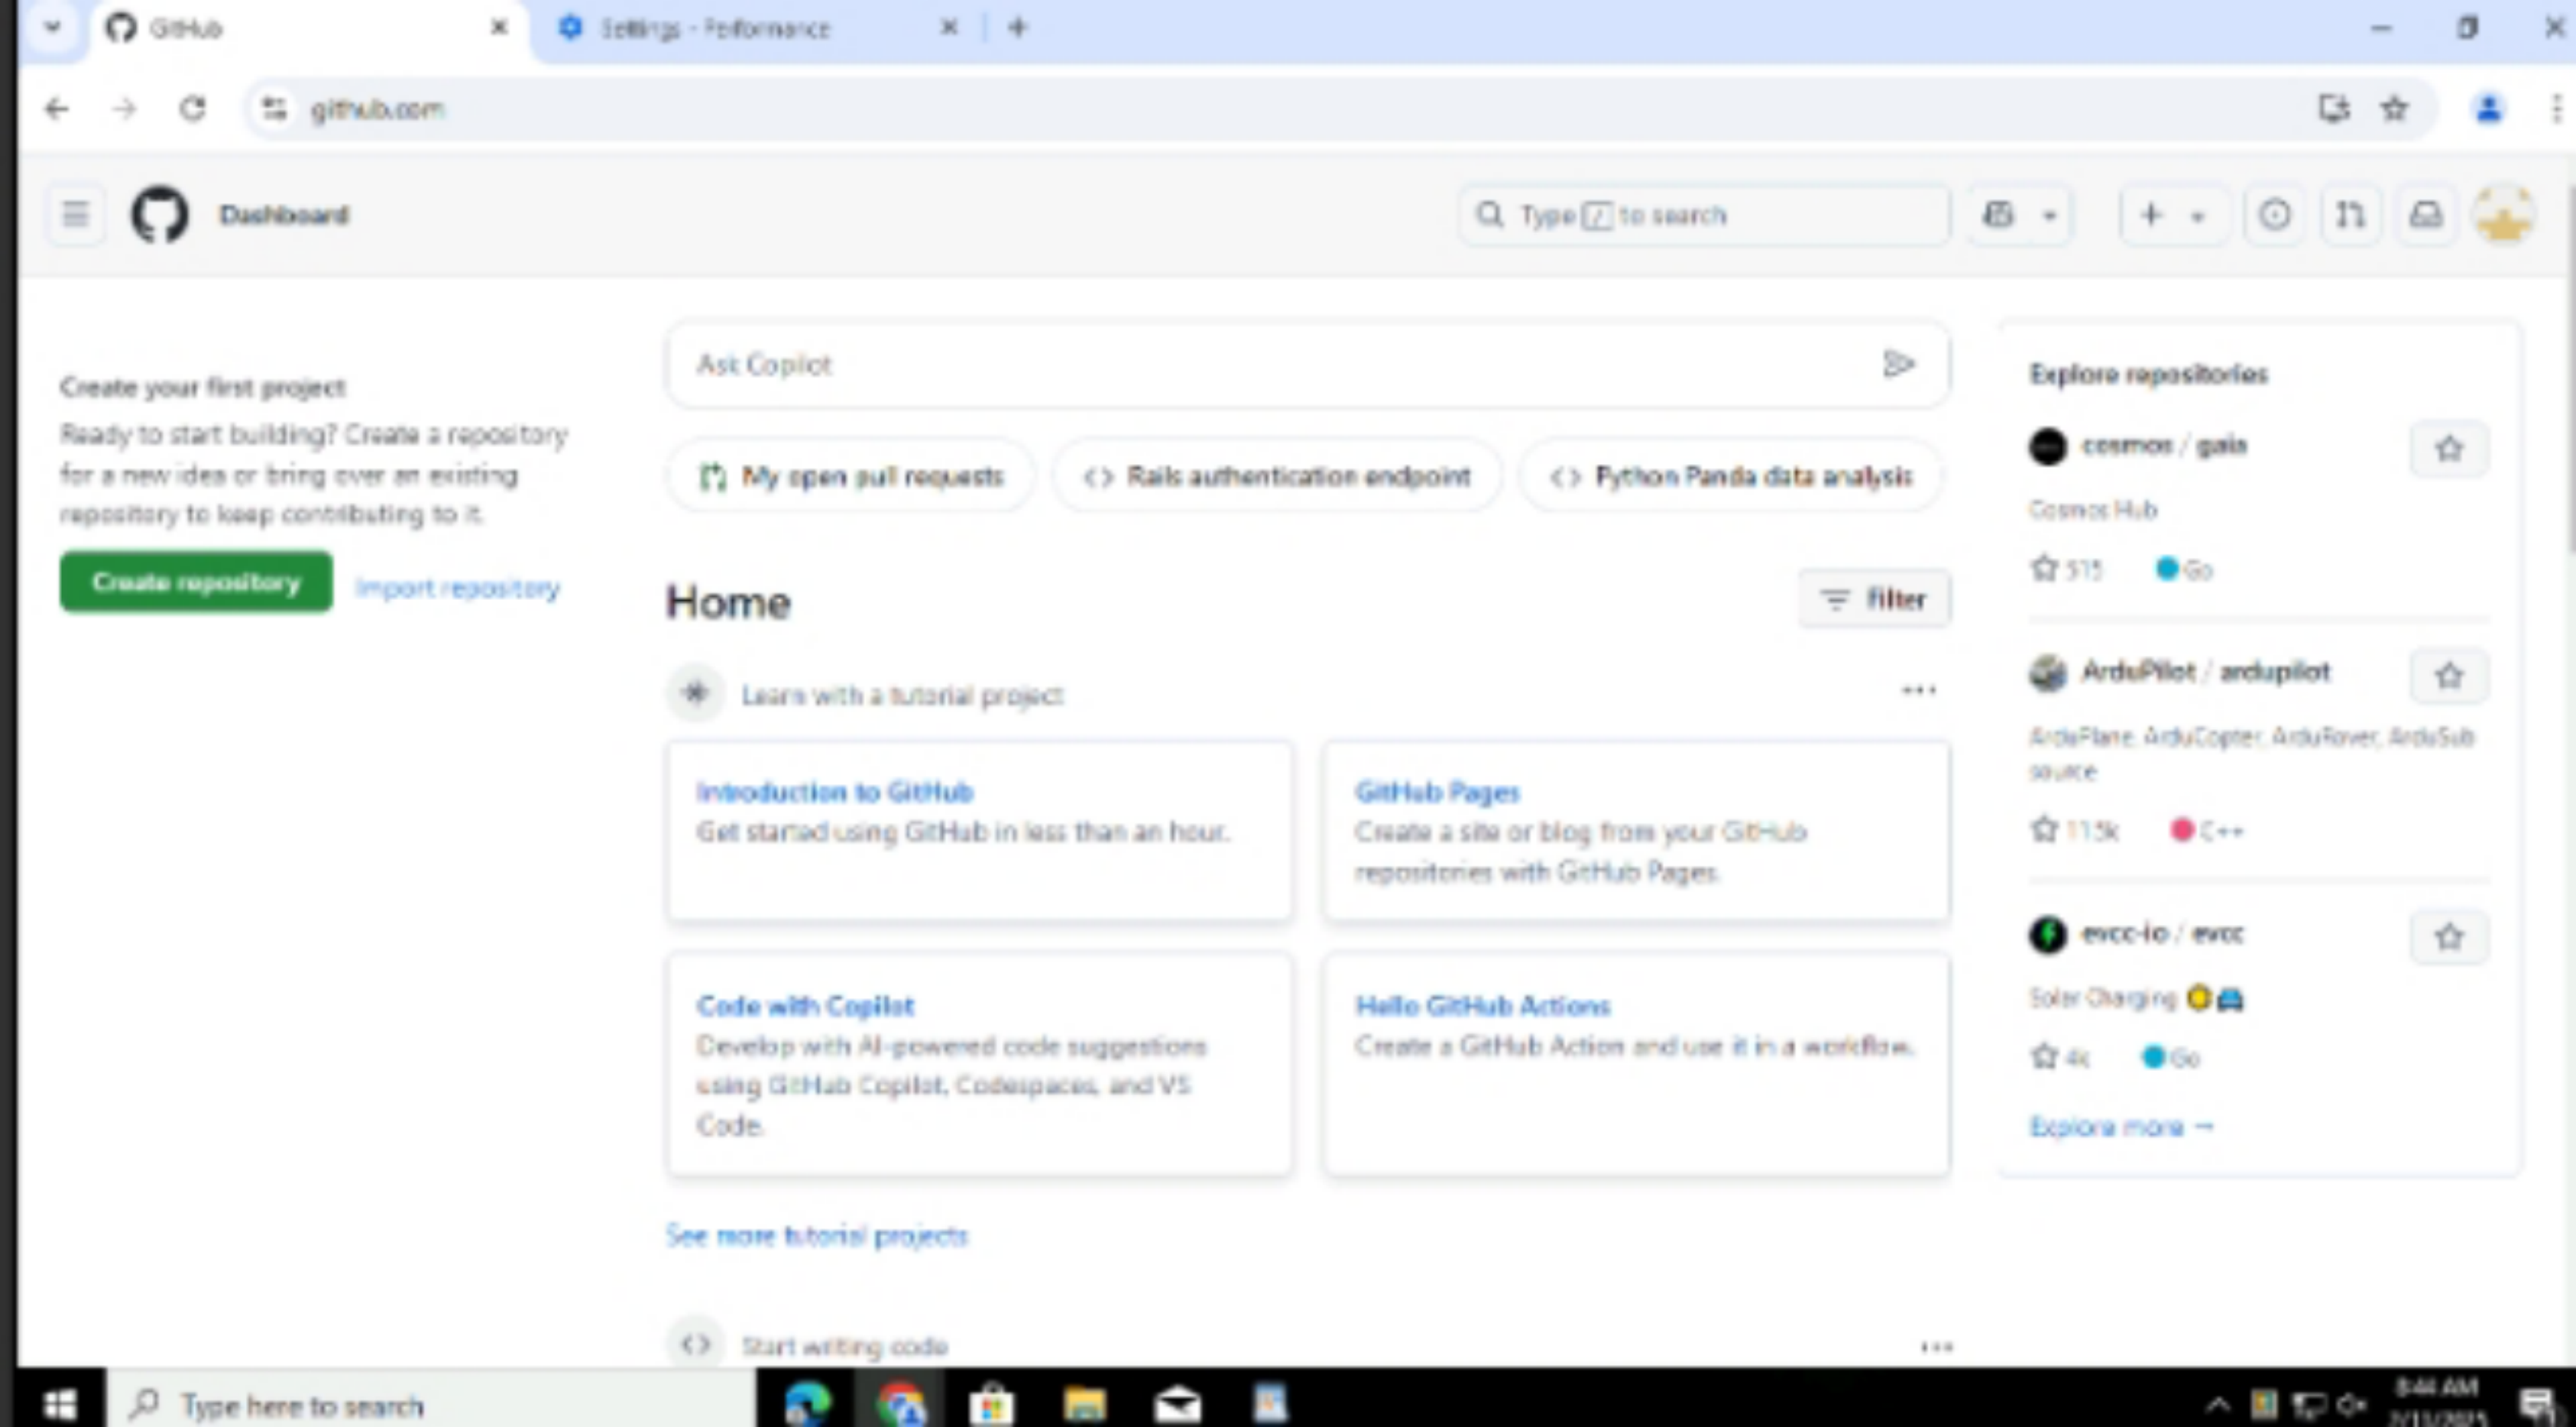 GitHub
Settings - Performance
github.com
Dashboard
Type / to search
Create your first project
Ready to start building? Create a repository
for a new idea or bring over an existing
repository to keep contributing to it.
Create repository
Import repository
Ask Copilot
My open pull requests
Rails authentication endpoint
Python Panda data analysis
Home
Filter
Learn with a tutorial project
Introduction to GitHub
Get started using GitHub in less than an hour.
GitHub Pages
Create a site or blog from your GitHub
repositories with GitHub Pages.
Code with Copilot
Develop with AI-powered code suggestions
using GitHub Copilot, Codespaces, and VS
Code.
Hello GitHub Actions
Create a GitHub Action and use it in a workflow.
See more tutorial projects
Start writing code
Explore repositories
cosmos / gaia
Cosmos Hub
515
Go
ArduPilot / ardupilot
ArduPlane, ArduCopter, ArduRover, ArduSub
source
C++
evcc-io / evcc
Solar Charging
4k
Go
Explore more →
Type here to search
8:44 AM